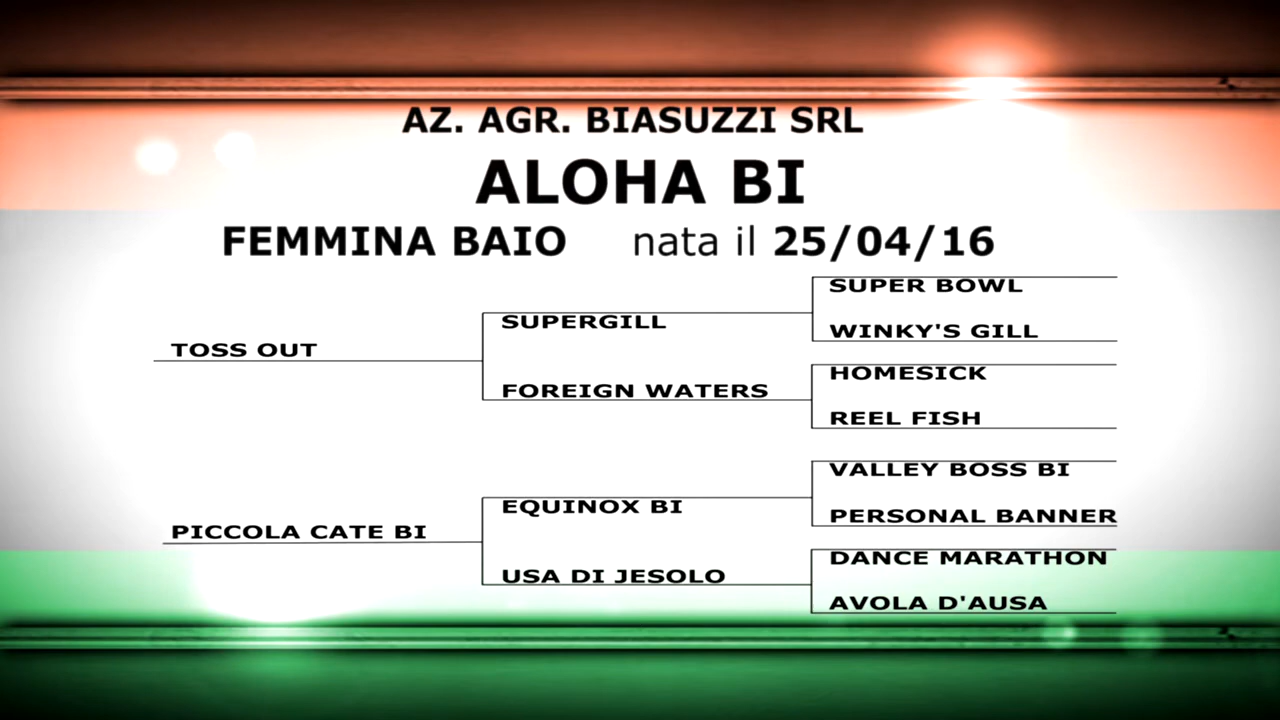 AZ. AGR. BIASUZZI SRL
ALOHA BI
FEMMINA BAIO nata il 25/04/16
SUPER BOWL
SUPERGILL
WINKY'S GILL
TOSS OUT
HOMESICK
FOREIGN WATERS
REEL FISH
VALLEY BOSS BI
EQUINOX BI
PERSONAL BANNER
PICCOLA CATE BI
DANCE MARATHON
USA DI JESOLO
AVOLA D'AUSA